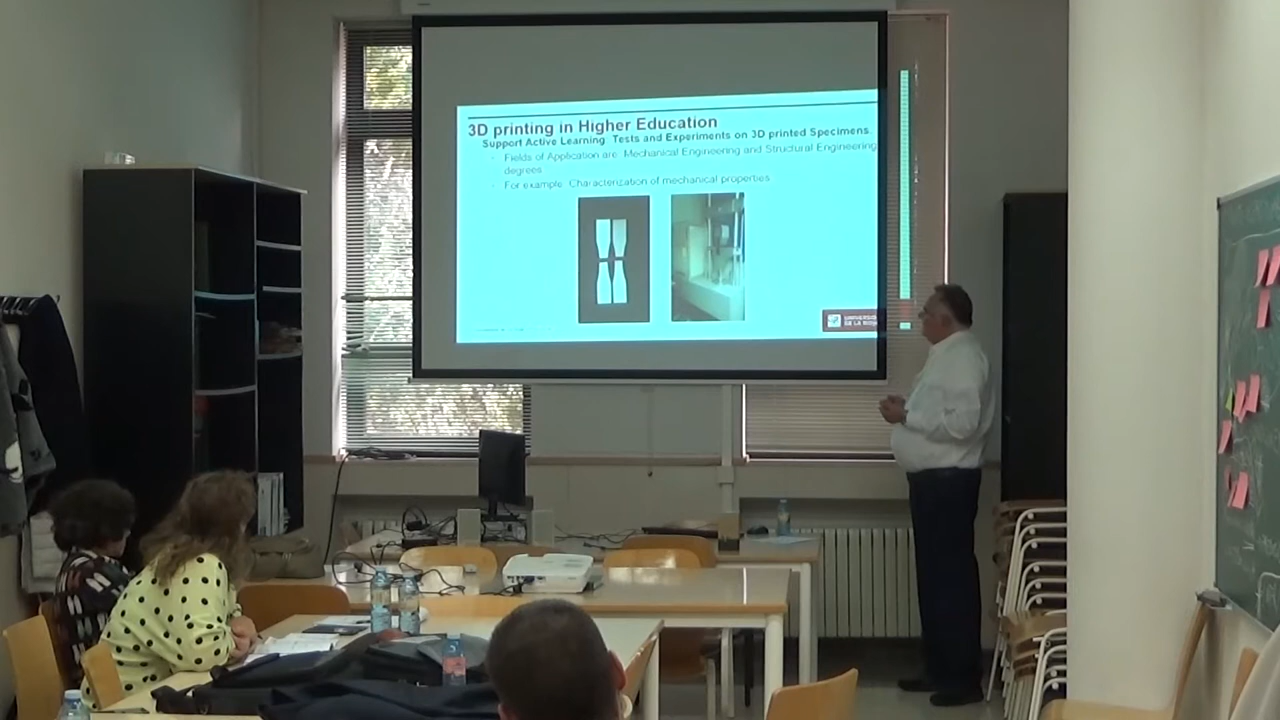 3D printing in Higher Education
Support Active Learning Tests and Experiments on 3D printed Specimens.
Fields of Application are Mechanical Engineering and Structural Engineering
degrees
For example Characterization of mechanical properties